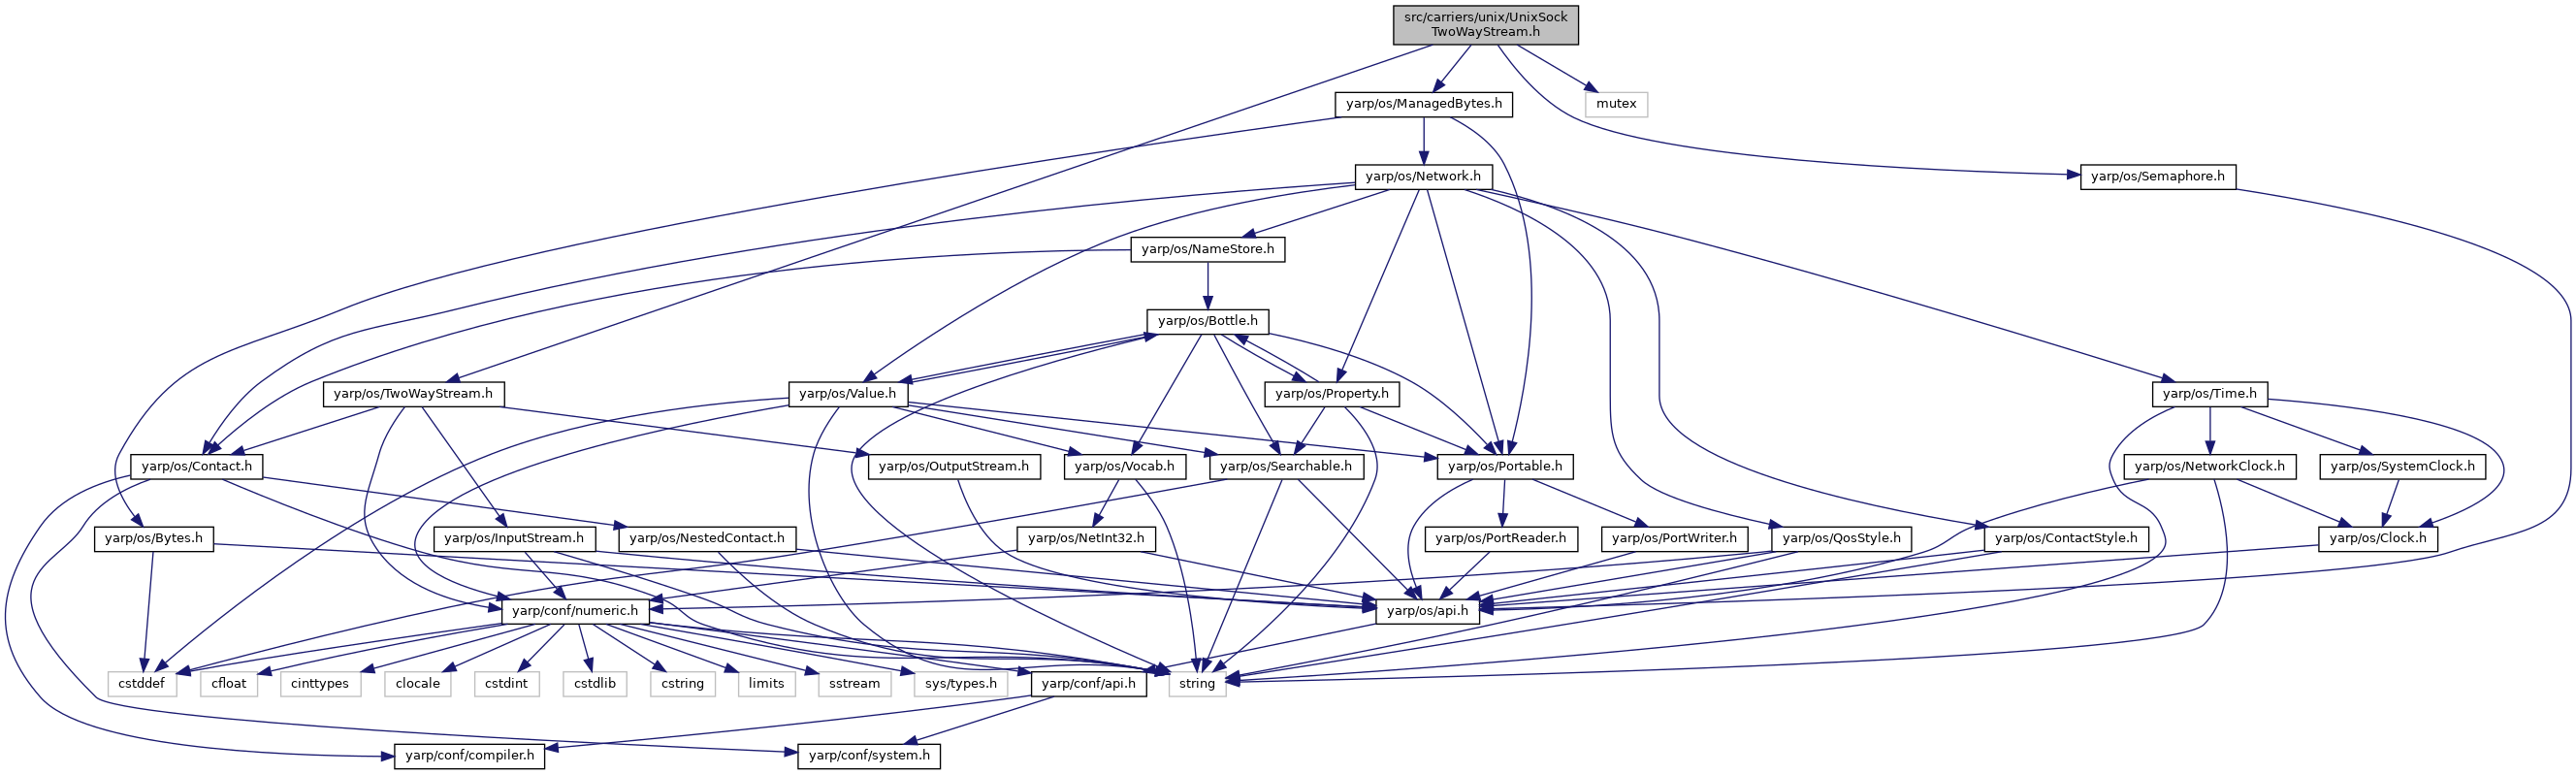 src/carriers/unix/UnixSock
TwoWayStream.h
yarp/os/ManagedBytes.h
mutex
yarp/os/Network.h
yarp/os/Semaphore.h
yarp/os/NameStore.h
yarp/os/Bottle.h
yarp/os/TwoWayStream.h
yarp/os/Value.h
yarp/os/Property.h
yarp/os/Time.h
yarp/os/Contact.h
yarp/os/OutputStream.h
yarp/os/Vocab.h
yarp/os/Searchable.h
yarp/os/Portable.h
yarp/os/NetworkClock.h
yarp/os/SystemClock.h
yarp/os/Bytes.h
yarp/os/InputStream.h
yarp/os/NestedContact.h
yarp/os/NetInt32.h
yarp/os/PortReader.h
yarp/os/PortWriter.h
yarp/os/QosStyle.h
yarp/os/ContactStyle.h
yarp/os/Clock.h
yarp/conf/numeric.h
yarp/os/api.h
cstddef
cfloat
cinttypes
clocale
cstdint
cstdlib
cstring
limits
sstream
sys/types.h
yarp/conf/api.h
string
yarp/conf/compiler.h
yarp/conf/system.h